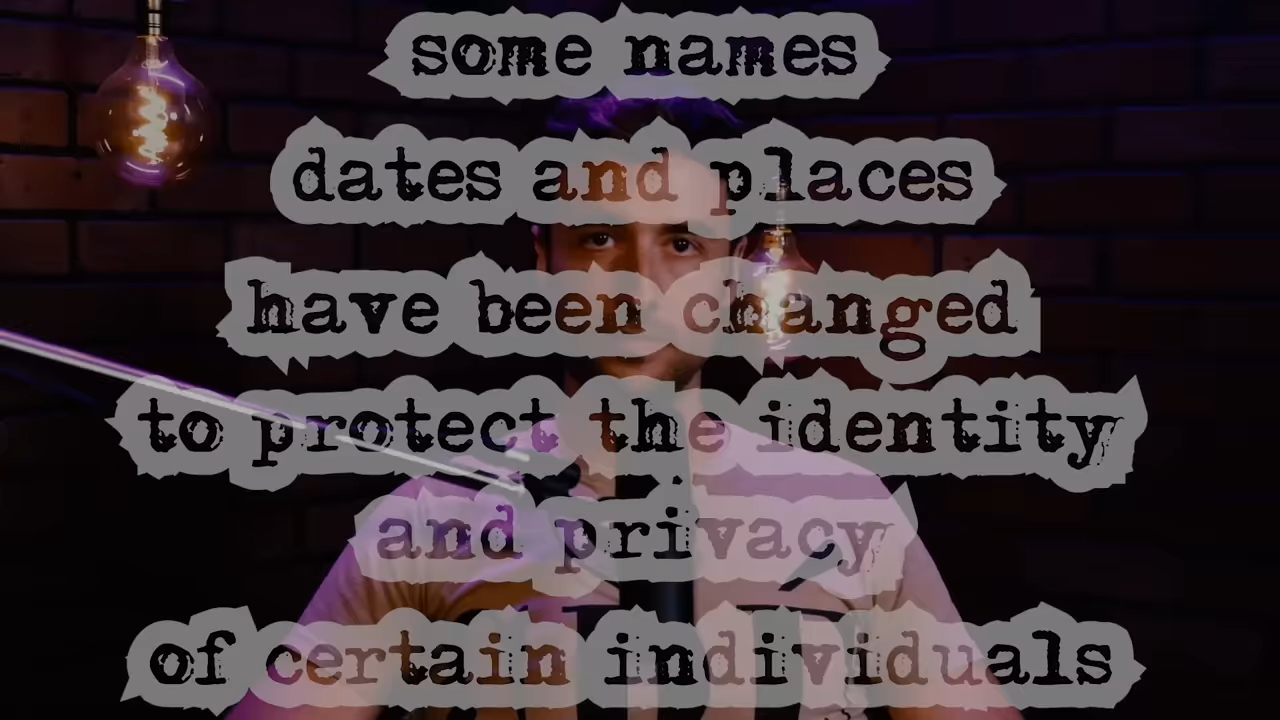 some names
dates and places
have been changed
to protect the identity
and privacy
of certain individuals